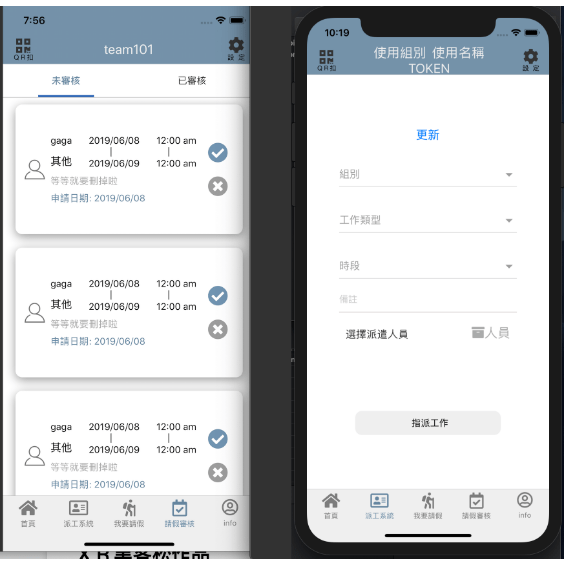 7:56
QR扣
team101
設 定
未審核
已審核
gaga 2019/06/08 12:00 am
| |
其他 2019/06/09 12:00 am
等等就要刪掉啦
申請日期: 2019/06/08
gaga 2019/06/08 12:00 am
| |
其他 2019/06/09 12:00 am
等等就要刪掉啦
申請日期: 2019/06/08
gaga 2019/06/08 12:00 am
| |
其他 2019/06/09 12:00 am
等等就要刪掉啦
申請日期: 2019/06/08
首頁
派工系統
我要請假
請假審核
info
10:19
QR扣
使用組別 使用名稱
TOKEN
設 定
更新
組別
工作類型
時段
備註
選擇派遣人員
人員
指派工作
首頁
派工系統
我要請假
請假審核
info